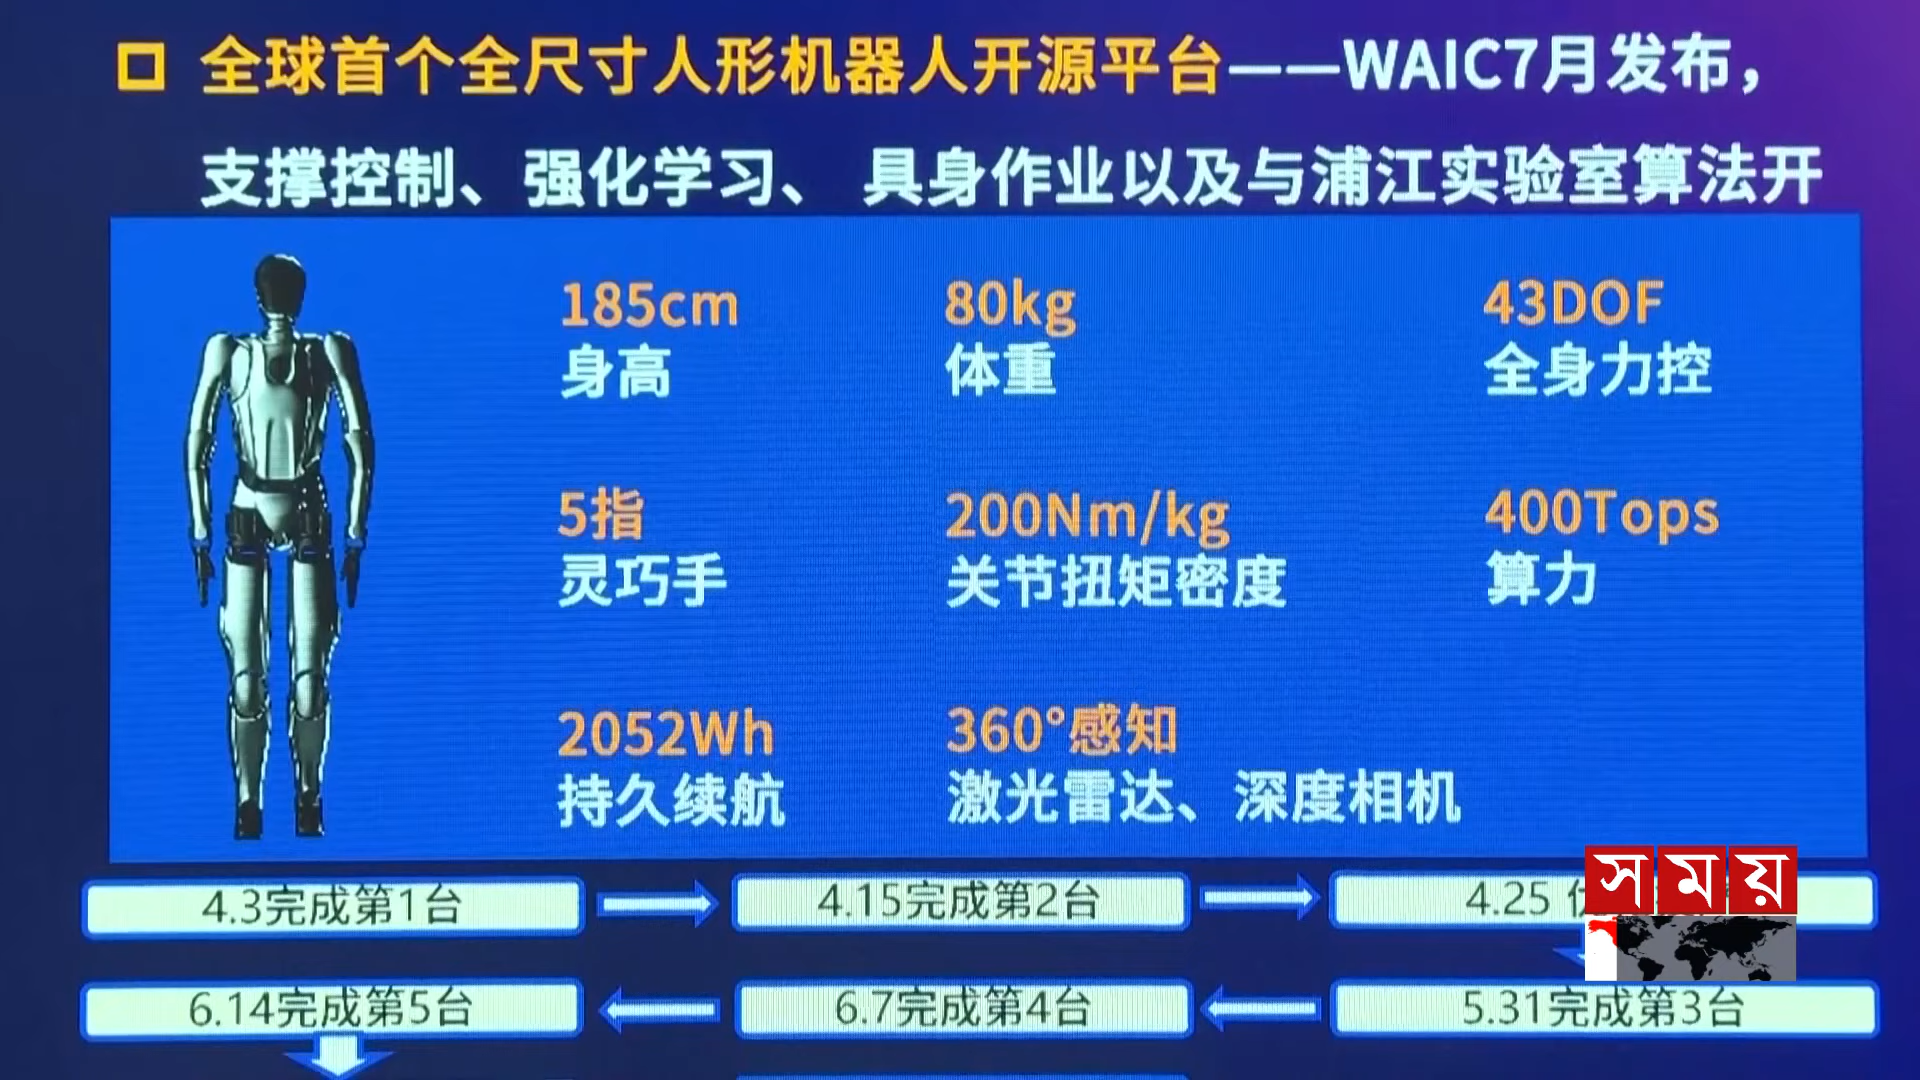 全球首个全尺寸人形机器人开源平台——WAIC7月发布，
支撑控制、强化学习、 具身作业以及与浦江实验室算法开
185cm
身高
80kg
体重
43DOF
全身力控
5指
灵巧手
200Nm/kg
关节扭矩密度
400Tops
算力
2052Wh
持久续航
360°感知
激光雷达、深度相机
4.3完成第1台
4.15完成第2台
4.25
সময়
6.14完成第5台
6.7完成第4台
5.31完成第3台